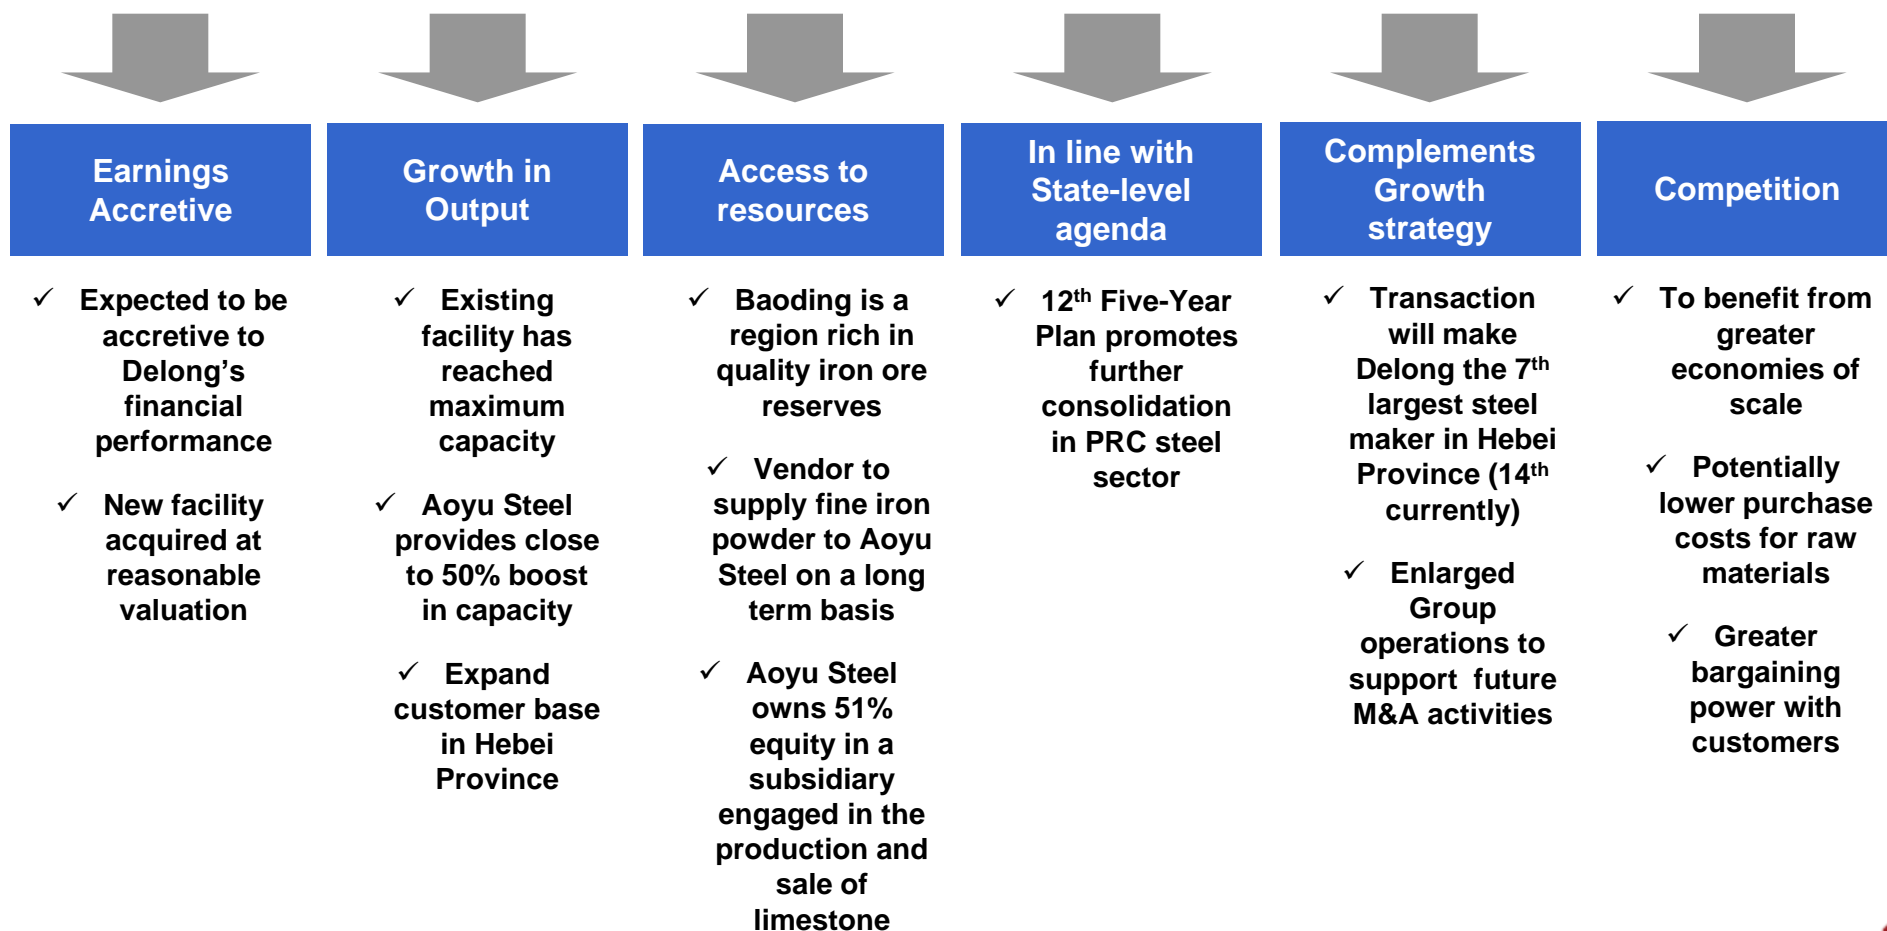 Earnings
Accretive
✓ Expected to be
accretive to
Delong's
financial
performance
✓ New facility
acquired at
reasonable
valuation
Growth in
Output
✓ Existing
facility has
reached
maximum
capacity
✓ Aoyu Steel
provides close
to 50% boost
in capacity
✓ Expand
customer base
in Hebei
Province
Access to
resources
✓ Baoding is a
region rich in
quality iron ore
reserves
✓ Vendor to
supply fine iron
powder to Aoyu
Steel on a long
term basis
✓ Aoyu Steel
owns 51%
equity in a
subsidiary
engaged in the
production and
sale of
limestone
In line with
State-level
agenda
✓ 12th Five-Year
Plan promotes
further
consolidation
in PRC steel
sector
Complements
Growth
strategy
✓ Transaction
will make
Delong the 7th
largest steel
maker in Hebei
Province (14th
currently)
✓ Enlarged
Group
operations to
support future
M&A activities
Competition
✓ To benefit from
greater
economies of
scale
✓ Potentially
lower purchase
costs for raw
materials
✓ Greater
bargaining
power with
customers